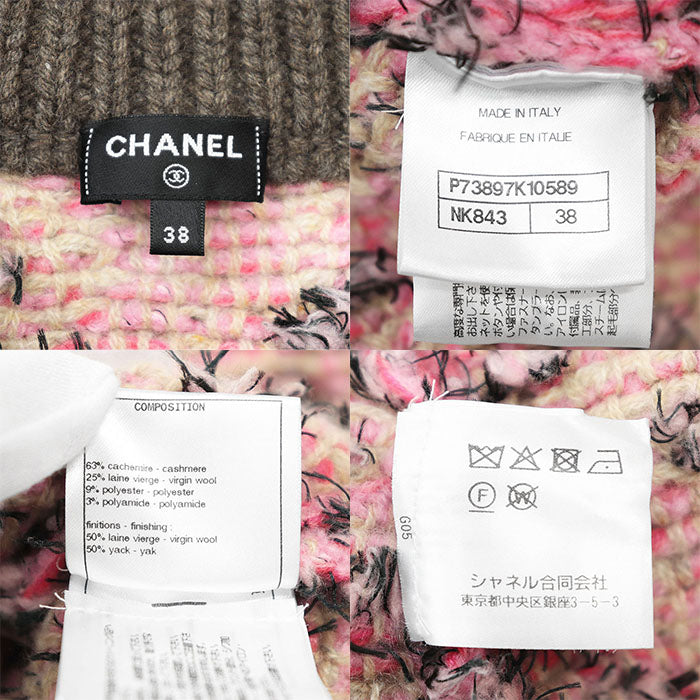 CHANEL
38
MADE IN ITALY
FABRIQUE EN ITALIE
P73897K10589
NK843 38
COMPOSITION
63% cachemire - cashmere
25% laine vierge - virgin wool
9% polyester - polyester
3% polyamide - polyamide
finitions - finishing :
50% laine vierge - virgin wool
50% yack - yak
F
W
G05
シャネル合同会社
東京都中央区銀座3-5-3